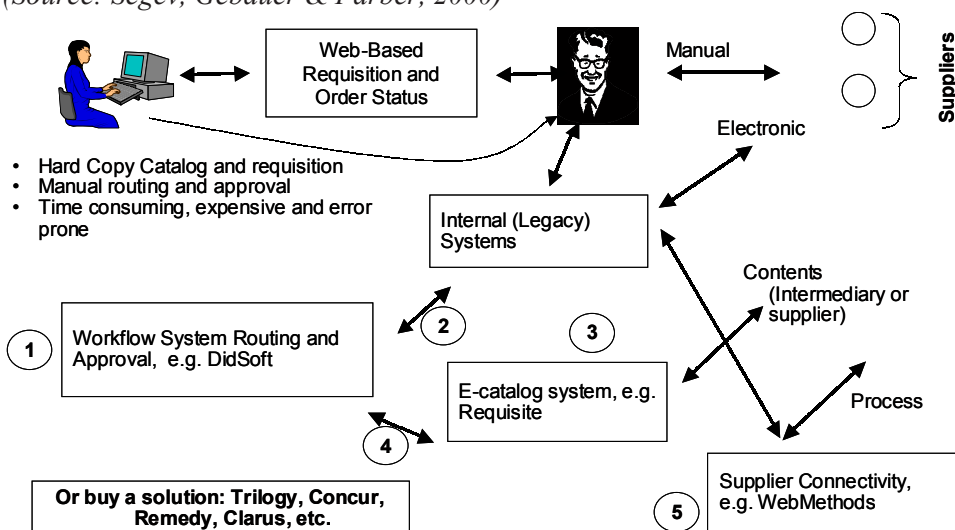 (Source: Segev, Gebauer & Färber, 2000)
Web-Based
Requisition and
Order Status
Manual
Suppliers
Electronic
• Hard Copy Catalog and requisition
• Manual routing and approval
• Time consuming, expensive and error
prone
Internal (Legacy)
Systems
Contents
(Intermediary or
supplier)
1
Workflow System Routing and
Approval, e.g. DidSoft
2
3
E-catalog system, e.g.
Requisite
Process
4
Or buy a solution: Trilogy, Concur,
Remedy, Clarus, etc.
5
Supplier Connectivity,
e.g. WebMethods